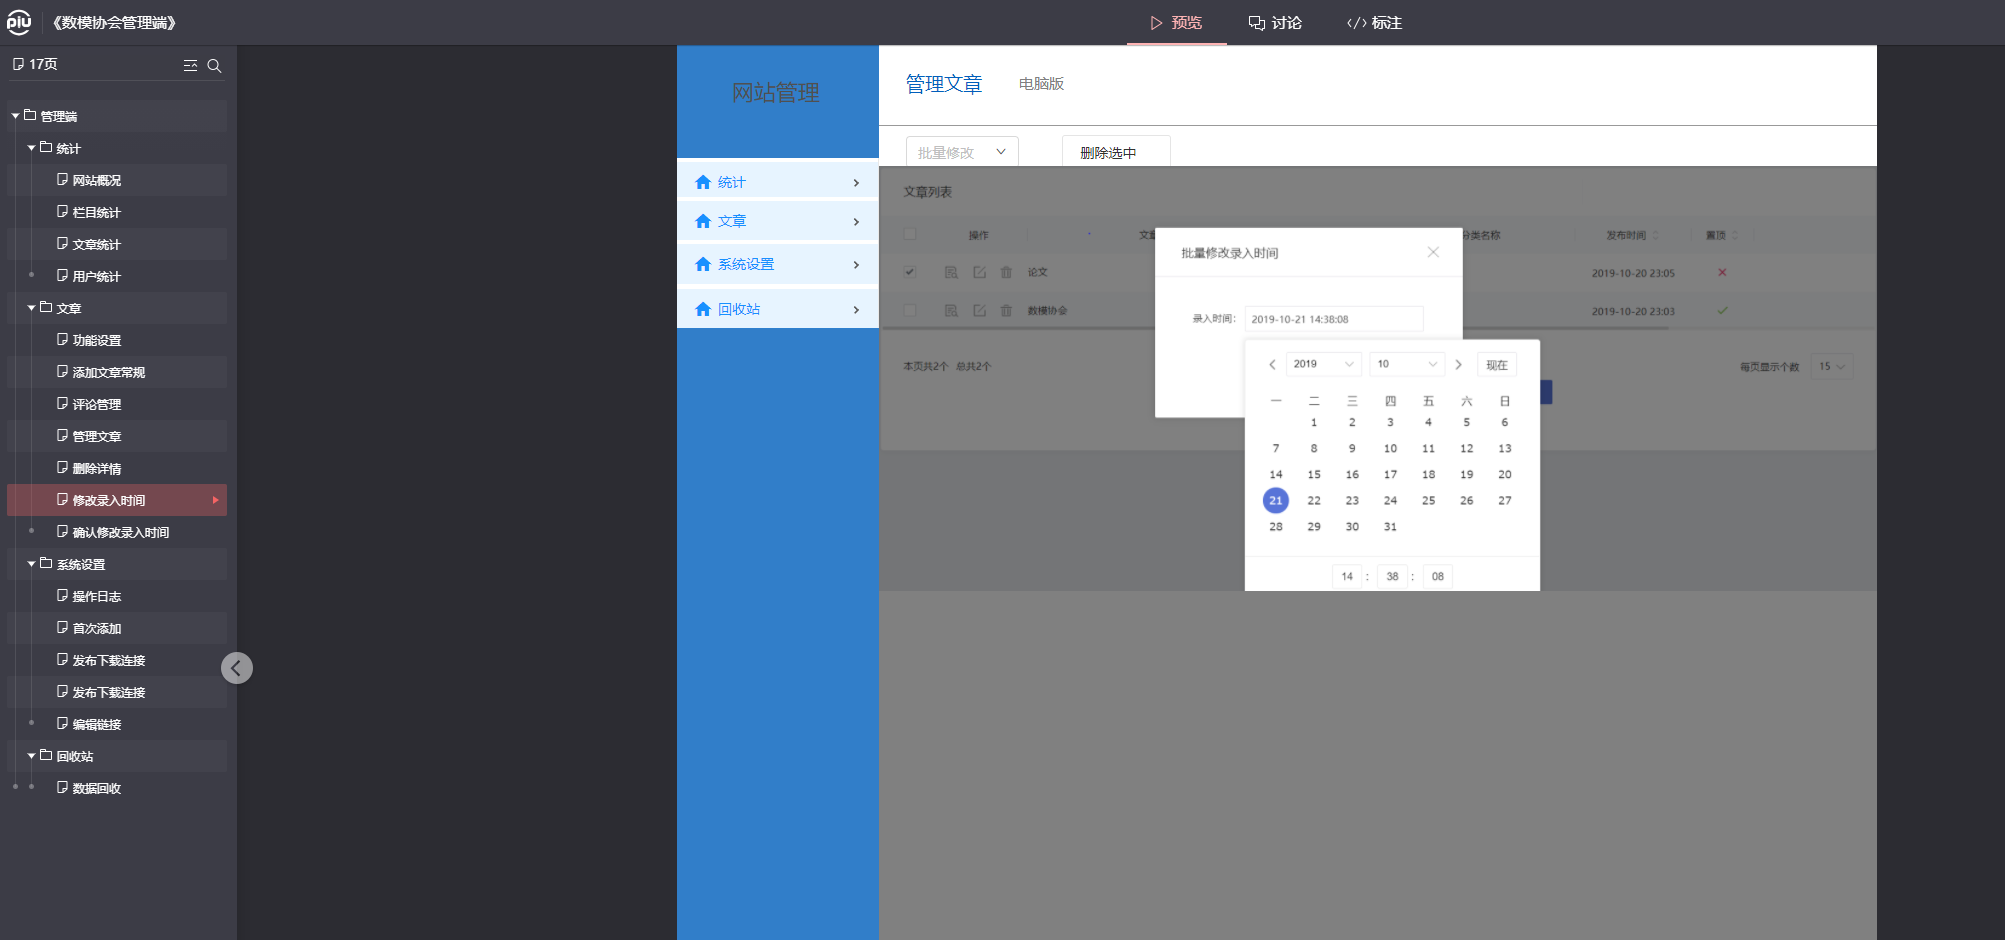 piu 《数模协会管理端》 预览 讨论 </> 标注
17页
管理端
统计
网站概况
栏目统计
文章统计
用户统计
文章
功能设置
添加文章常规
评论管理
管理文章
删除详情
修改录入时间
确认修改录入时间
系统设置
操作日志
首次添加
发布下载连接
发布下载连接
编辑链接
回收站
数据回收
网站管理
统计
文章
系统设置
回收站
管理文章 电脑版
批量修改 删除选中
文章列表
操作 分类名称 发布时间 置顶
论文 2019-10-20 23:05
数模协会 2019-10-20 23:03
本页共2个 总共2个 每页显示个数 15
批量修改录入时间
录入时间: 2019-10-21 14:38:08
2019 10 现在
一 二 三 四 五 六 日
1 2 3 4 5 6
7 8 9 10 11 12 13
14 15 16 17 18 19 20
21 22 23 24 25 26 27
28 29 30 31
14 : 38 : 08